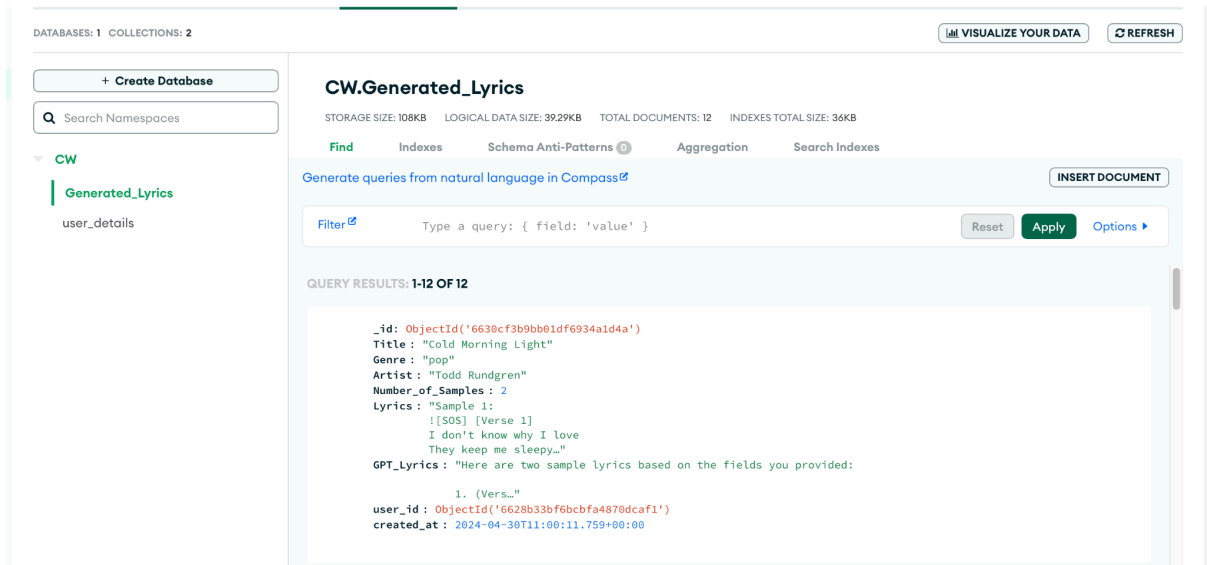 DATABASES: 1 COLLECTIONS: 2
VISUALIZE YOUR DATA
REFRESH
+ Create Database
Search Namespaces
CW
Generated_Lyrics
user_details
CW.Generated_Lyrics
STORAGE SIZE: 108KB LOGICAL DATA SIZE: 39.29KB TOTAL DOCUMENTS: 12 INDEXES TOTAL SIZE: 36KB
Find Indexes Schema Anti-Patterns 0 Aggregation Search Indexes
Generate queries from natural language in Compass
INSERT DOCUMENT
Filter Type a query: { field: 'value' } Reset Apply Options
QUERY RESULTS: 1-12 OF 12
_id: ObjectId('6630cf3b9bb01df6934a1d4a')
Title : "Cold Morning Light"
Genre : "pop"
Artist : "Todd Rundgren"
Number_of_Samples : 2
Lyrics : "Sample 1:
![SOS] [Verse 1]
I don't know why I love
They keep me sleepy…"
GPT_Lyrics : "Here are two sample lyrics based on the fields you provided:
1. (Vers…"
user_id : ObjectId('6628b33bf6bcbfa4870dcaf1')
created_at : 2024-04-30T11:00:11.759+00:00